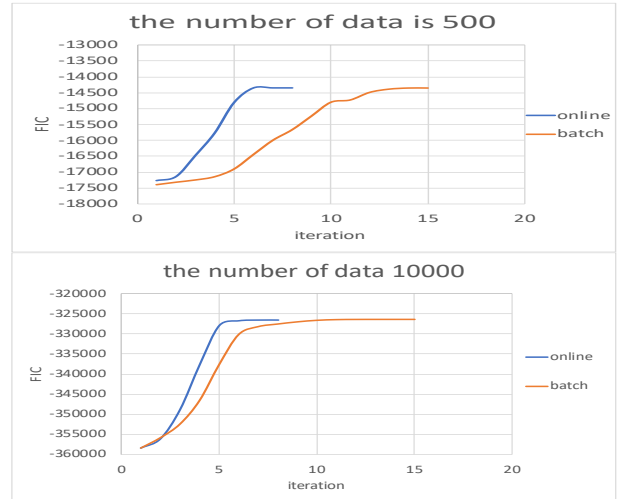 the number of data is 500
-13000
-13500
-14000
-14500
-15000
-15500
-16000
-16500
-17000
-17500
-18000
FIC
0 5 10 15 20
iteration
online
batch
the number of data 10000
-320000
-325000
-330000
-335000
-340000
-345000
-350000
-355000
-360000
FIC
0 5 10 15 20
iteration
online
batch